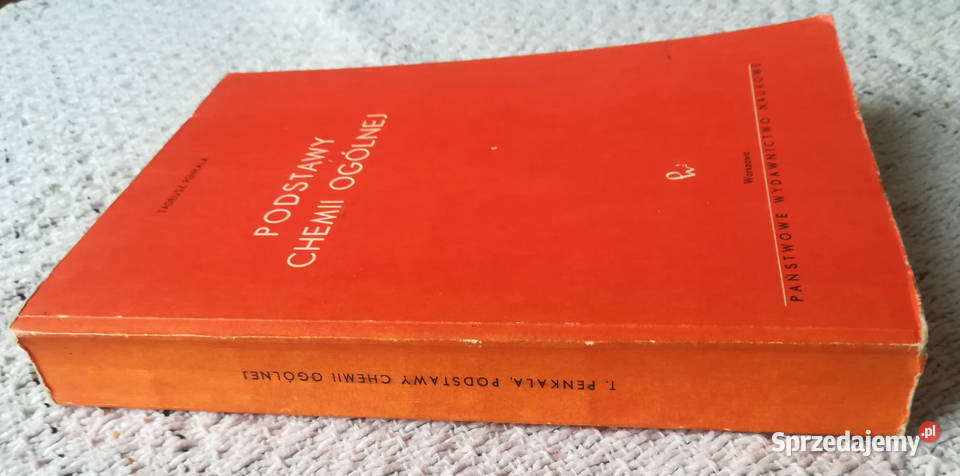 TADEUSZ PENKALA
PODSTAWY
CHEMII OGÓLNEJ
Warszawa
PAŃSTWOWE WYDAWNICTWO NAUKOWE
T. PENKALA, PODSTAWY CHEMII OGÓLNEJ
Sprzedajemy.pl